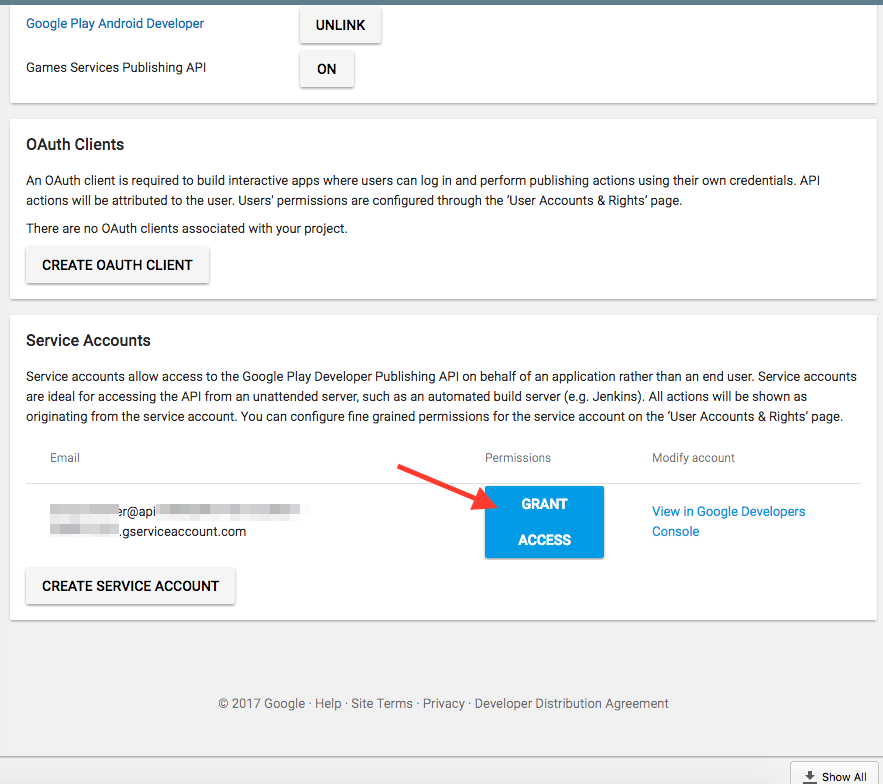 Google Play Android Developer
UNLINK
Games Services Publishing API
ON
OAuth Clients
An OAuth client is required to build interactive apps where users can log in and perform publishing actions using their own credentials. API
actions will be attributed to the user. Users' permissions are configured through the ‘User Accounts & Rights’ page.
There are no OAuth clients associated with your project.
CREATE OAUTH CLIENT
Service Accounts
Service accounts allow access to the Google Play Developer Publishing API on behalf of an application rather than an end user. Service accounts
are ideal for accessing the API from an unattended server, such as an automated build server (e.g. Jenkins). All actions will be shown as
originating from the service account. You can configure fine grained permissions for the service account on the ‘User Accounts & Rights’ page.
Email
Permissions
Modify account
er@api
.gserviceaccount.com
GRANT
ACCESS
View in Google Developers
Console
CREATE SERVICE ACCOUNT
© 2017 Google · Help · Site Terms · Privacy · Developer Distribution Agreement
Show All